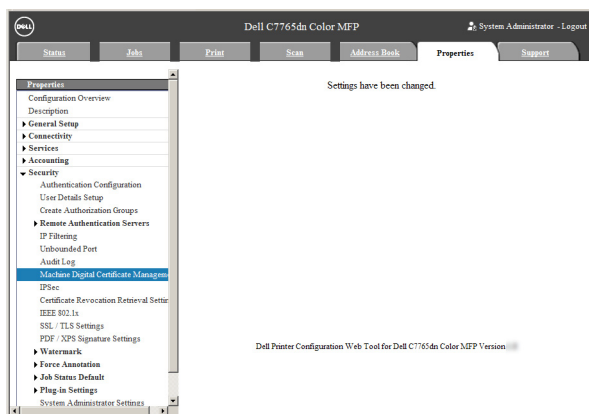 DELL
Dell C7765dn Color MFP
System Administrator - Logout
Status
Jobs
Print
Scan
Address Book
Properties
Support
Properties
Configuration Overview
Description
General Setup
Connectivity
Services
Accounting
Security
Authentication Configuration
User Details Setup
Create Authorization Groups
Remote Authentication Servers
IP Filtering
Unbounded Port
Audit Log
Machine Digital Certificate Manageme
IPSec
Certificate Revocation Retrieval Settin
IEEE 802.1x
SSL / TLS Settings
PDF / XPS Signature Settings
Watermark
Force Annotation
Job Status Default
Plug-in Settings
System Administrator Settings
Settings have been changed.
Dell Printer Configuration Web Tool for Dell C7765dn Color MFP Version